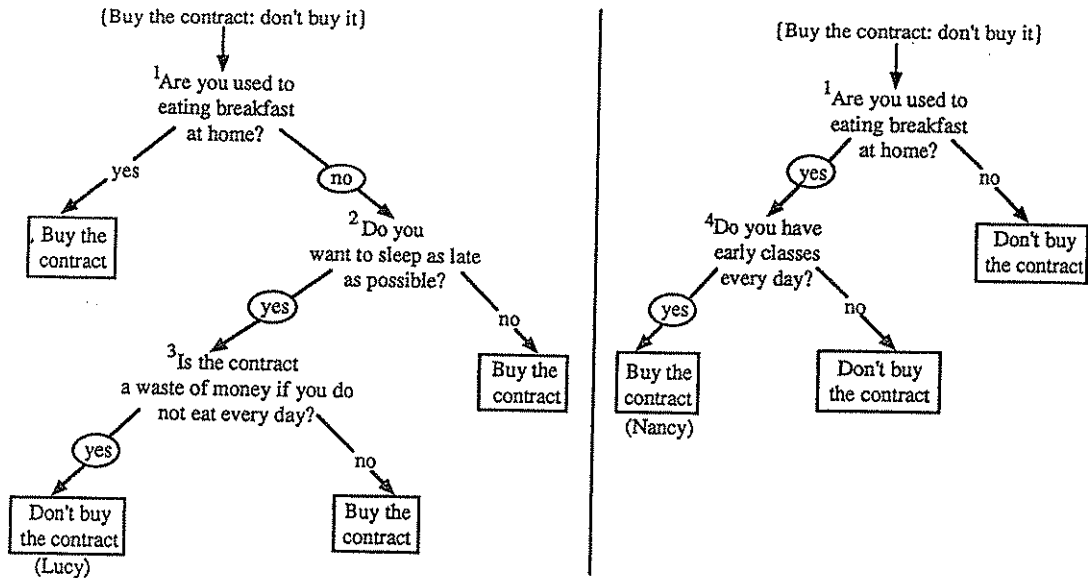 {Buy the contract: don't buy it}
1Are you used to
eating breakfast
at home?
yes
no
Buy the
contract
2Do you
want to sleep as late
as possible?
yes
no
3Is the contract
a waste of money if you do
not eat every day?
Buy the
contract
yes
no
Don't buy
the contract
(Lucy)
Buy the
contract
{Buy the contract: don't buy it}
1Are you used to
eating breakfast
at home?
yes
no
4Do you have
early classes
every day?
Don't buy
the contract
yes
no
Buy the
contract
(Nancy)
Don't buy
the contract